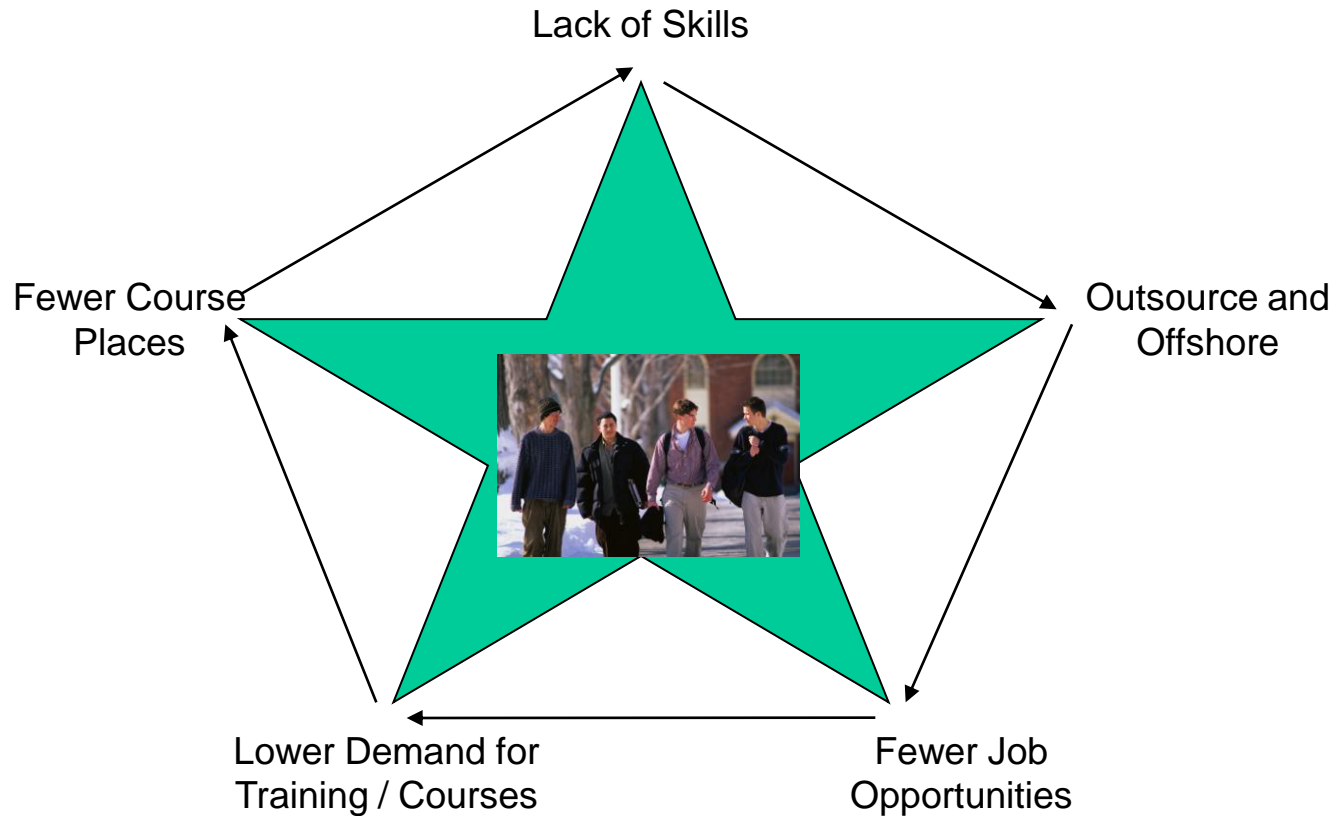 Lack of Skills
Fewer Course
Places
Outsource and
Offshore
Lower Demand for
Training / Courses
Fewer Job
Opportunities